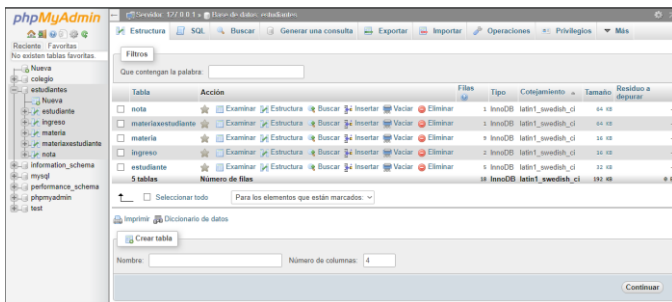 phpMyAdmin
Reciente Favoritas
No existen tablas favoritas.
Nueva
colegio
estudiantes
Nueva
estudiante
ingreso
materia
materiaxestudiante
nota
information_schema
mysql
performance_schema
phpmyadmin
test
Servidor: 127.0.0.1 » Base de datos: estudiantes
Estructura SQL Buscar Generar una consulta Exportar Importar Operaciones Privilegios Más
Filtros
Que contengan la palabra:
Tabla Acción Filas Tipo Cotejamiento Tamaño Residuo a depurar
nota Examinar Estructura Buscar Insertar Vaciar Eliminar 1 InnoDB latin1_swedish_ci 64 KB
materiaxestudiante Examinar Estructura Buscar Insertar Vaciar Eliminar InnoDB latin1_swedish_ci 64 KB
materia Examinar Estructura Buscar Insertar Vaciar Eliminar InnoDB latin1_swedish_ci 16 KB
ingreso Examinar Estructura Buscar Insertar Vaciar Eliminar 2 InnoDB latin1_swedish_ci 16 KB
estudiante Examinar Estructura Buscar Insertar Vaciar Eliminar InnoDB latin1_swedish_ci 32 KB
5 tablas Número de filas 18 InnoDB latin1_swedish_ci 192 KB
Seleccionar todo Para los elementos que están marcados:
Imprimir Diccionario de datos
Crear tabla
Nombre: Número de columnas: 4
Continuar